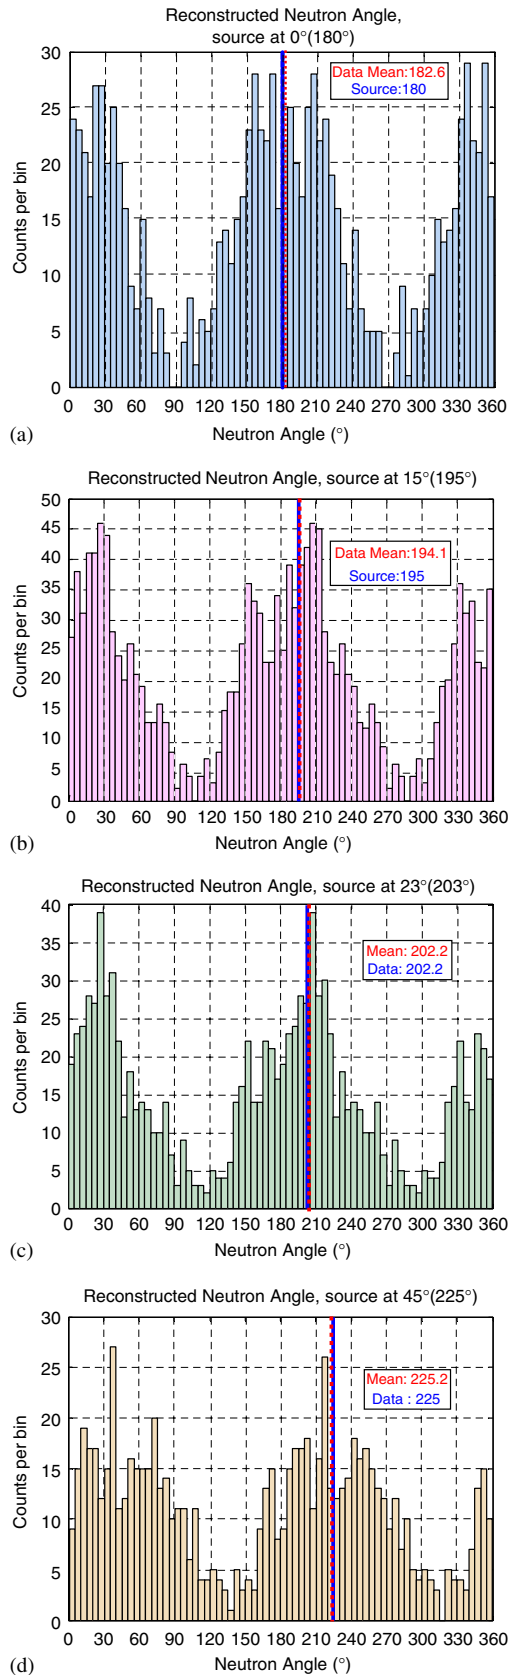 Reconstructed Neutron Angle,
source at 0°(180°)
30
25
20
15
10
5
0
Counts per bin
Data Mean:182.6
Source:180
0 30 60 90 120 150 180 210 240 270 300 330 360
(a) Neutron Angle (°)
Reconstructed Neutron Angle, source at 15°(195°)
50
45
40
35
30
25
20
15
10
5
0
Counts per bin
Data Mean:194.1
Source:195
0 30 60 90 120 150 180 210 240 270 300 330 360
(b) Neutron Angle (°)
Reconstructed Neutron Angle, source at 23°(203°)
40
35
30
25
20
15
10
5
0
Counts per bin
Mean: 202.2
Data: 202.2
0 30 60 90 120 150 180 210 240 270 300 330 360
(c) Neutron Angle (°)
Reconstructed Neutron Angle, source at 45°(225°)
30
25
20
15
10
5
0
Counts per bin
Mean: 225.2
Data : 225
0 30 60 90 120 150 180 210 240 270 300 330 360
(d) Neutron Angle (°)